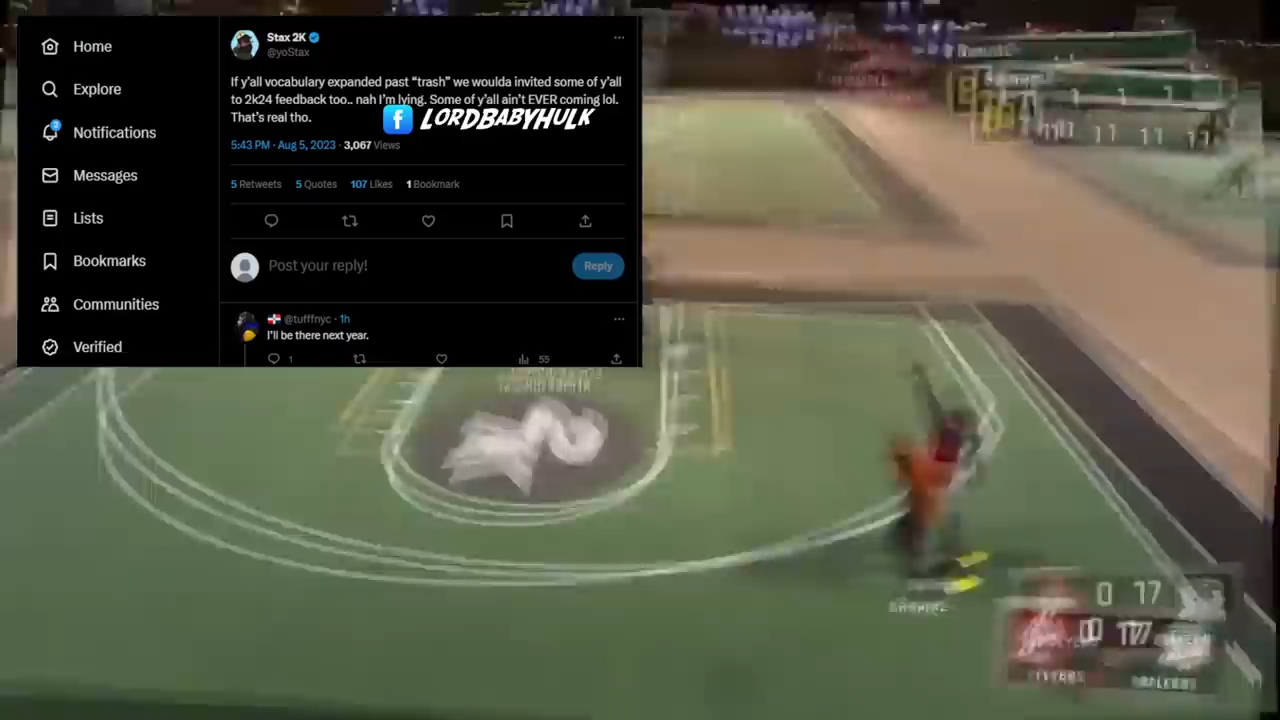 Home
Explore
Notifications
2
Messages
Lists
Bookmarks
Communities
Verified
Stax 2K
@yoStax
If y'all vocabulary expanded past “trash” we woulda invited some of y'all
to 2k24 feedback too.. nah I'm lying. Some of y'all ain't EVER coming lol.
That's real tho.
f LORDBABYHULK
5:43 PM · Aug 5, 2023 · 3,067 Views
5 Retweets 5 Quotes 107 Likes 1 Bookmark
Post your reply!
Reply
@tufffnyc · 1h
I'll be there next year.
1
55
0 17